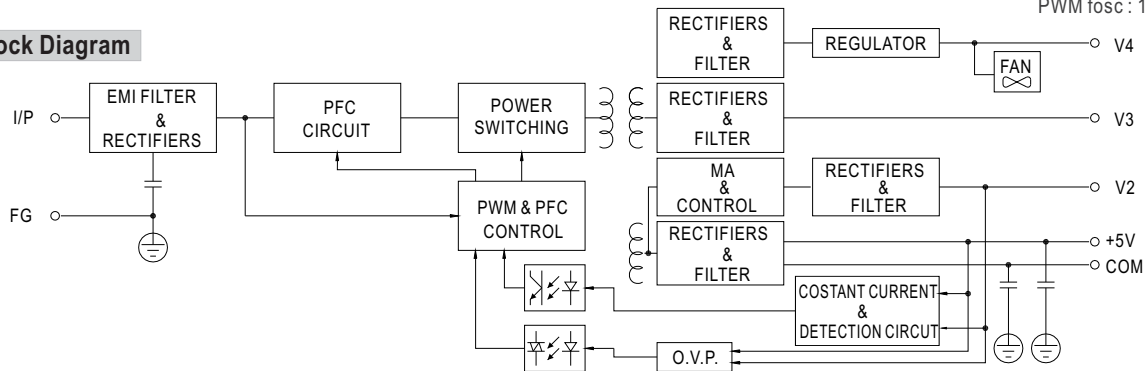 PWM fosc : 1
ock Diagram
RECTIFIERS
&
FILTER
REGULATOR
V4
FAN
I/P
EMI FILTER
&
RECTIFIERS
PFC
CIRCUIT
POWER
SWITCHING
RECTIFIERS
&
FILTER
V3
MA
&
CONTROL
RECTIFIERS
&
FILTER
V2
FG
PWM & PFC
CONTROL
RECTIFIERS
&
FILTER
+5V
COM
COSTANT CURRENT
&
DETECTION CIRCUT
O.V.P.